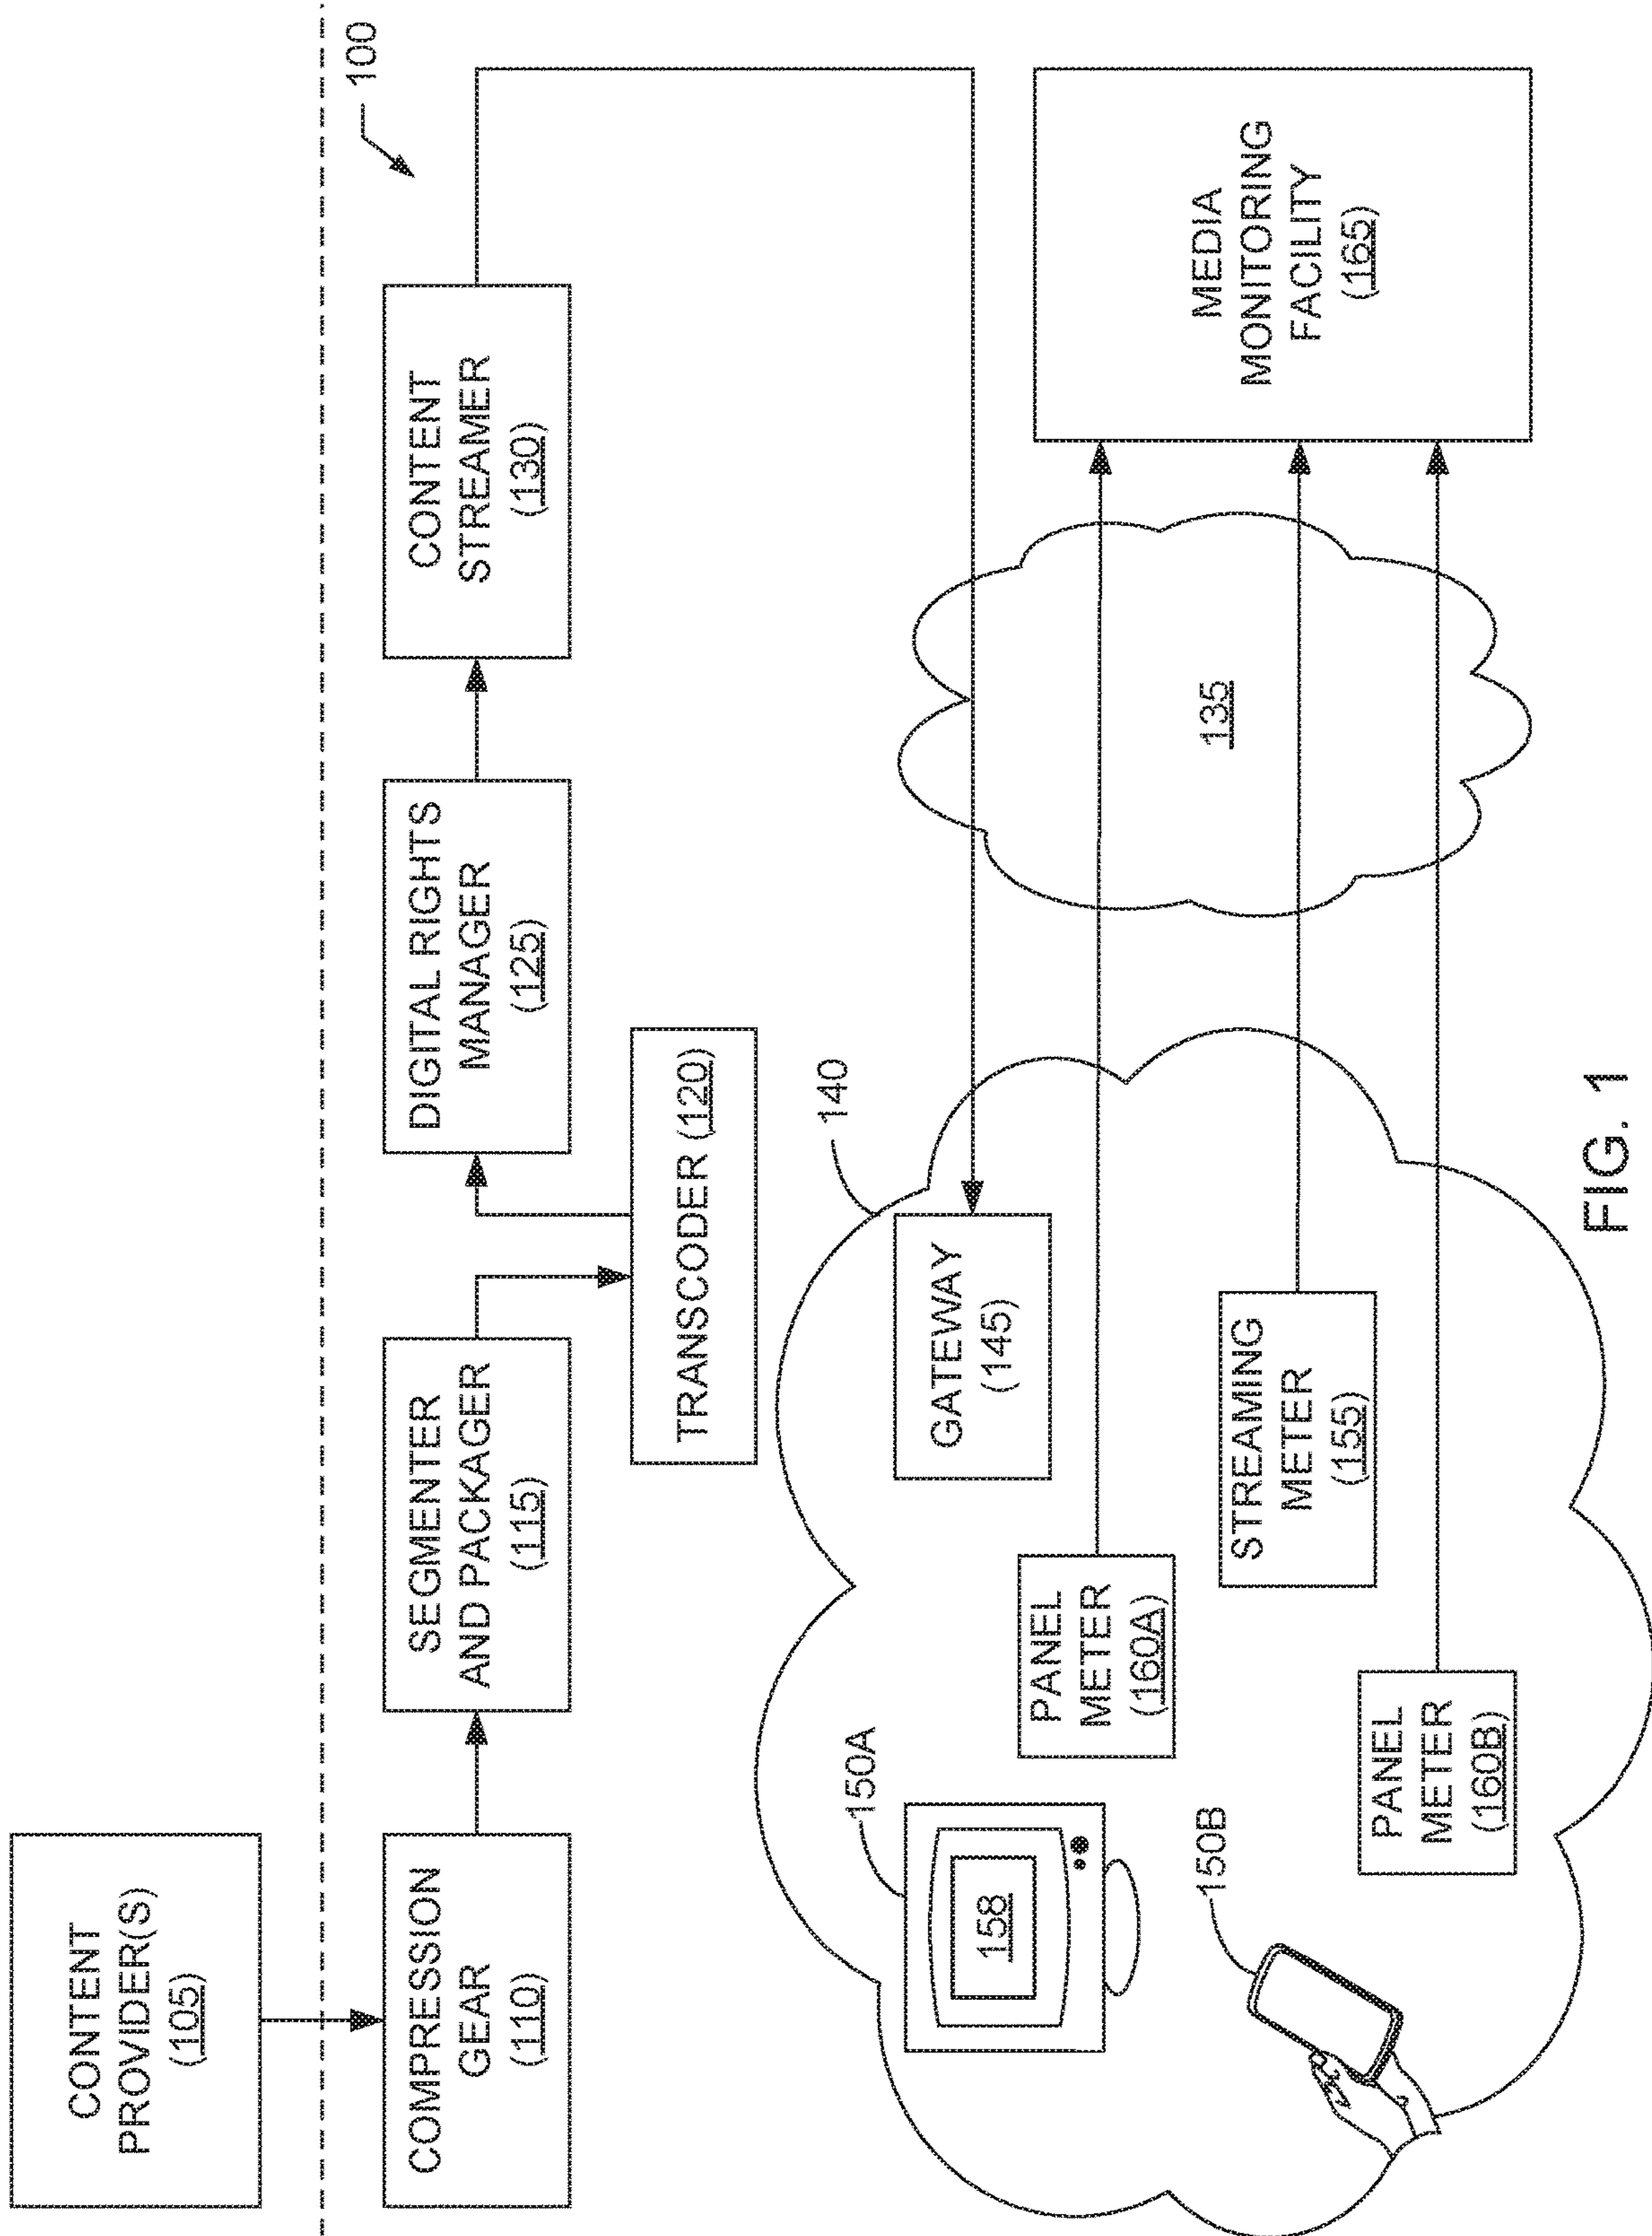 CONTENT
PROVIDER(S)
(105)
100
COMPRESSION
GEAR
(110)
SEGMENTER
AND PACKAGER
(115)
TRANSCODER (120)
DIGITAL RIGHTS
MANAGER
(125)
CONTENT
STREAMER
(130)
140
GATEWAY
(145)
150A
158
150B
PANEL
METER
(160A)
STREAMING
METER
(155)
PANEL
METER
(160B)
135
MEDIA
MONITORING
FACILITY
(165)
FIG. 1